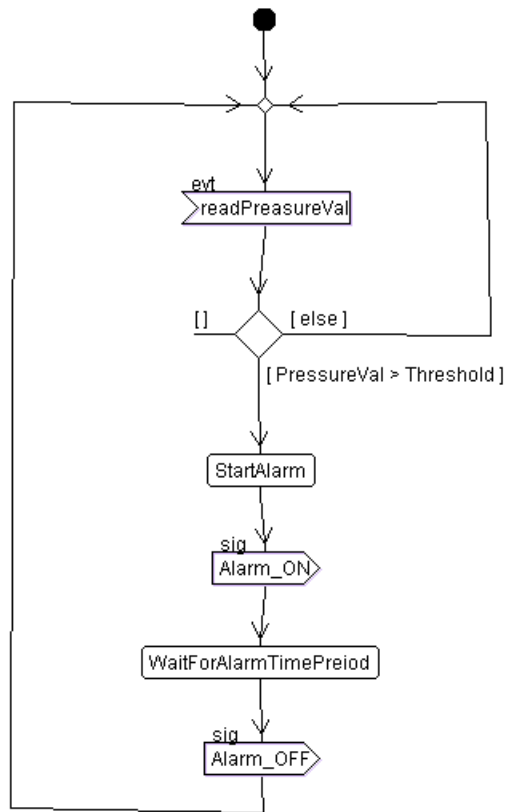 evt
readPreasureVal
[ ]
[ else ]
[ PressureVal > Threshold ]
StartAlarm
sig
Alarm_ON
WaitForAlarmTimePreiod
sig
Alarm_OFF